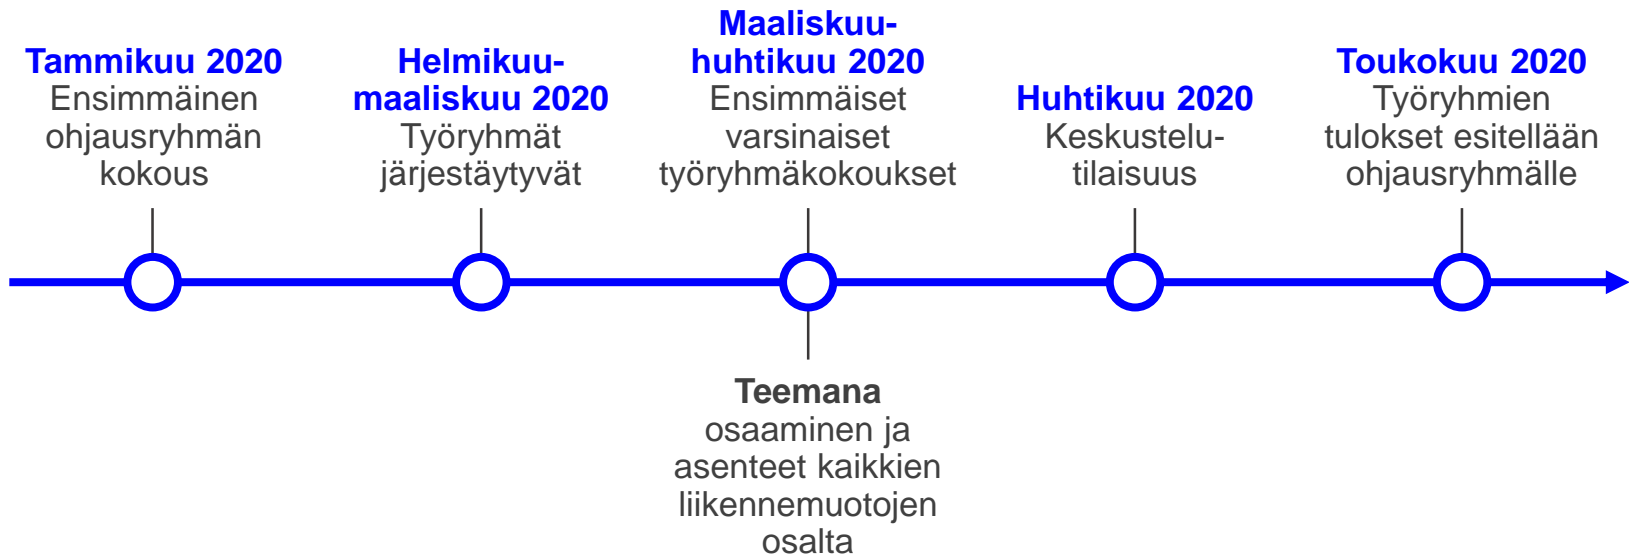 Tammikuu 2020
Ensimmäinen
ohjausryhmän
kokous
Helmikuu-
maaliskuu 2020
Työryhmät
järjestäytyvät
Maaliskuu-
huhtikuu 2020
Ensimmäiset
varsinaiset
työryhmäkokoukset
Huhtikuu 2020
Keskustelu-
tilaisuus
Toukokuu 2020
Työryhmien
tulokset esitellään
ohjausryhmälle
Teemana
osaaminen ja
asenteet kaikkien
liikennemuotojen
osalta